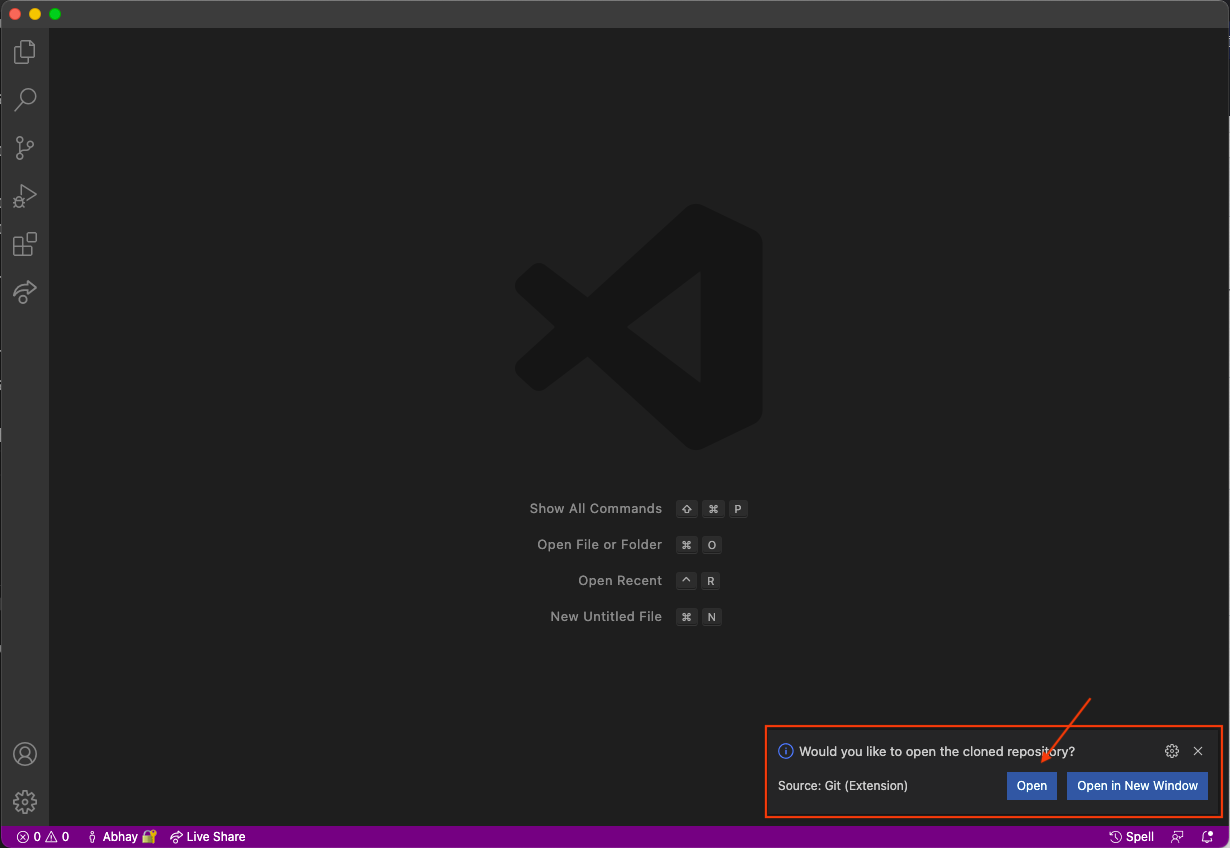 Show All Commands ⇧ ⌘ P
Open File or Folder ⌘ O
Open Recent ^ R
New Untitled File ⌘ N
Would you like to open the cloned repository?
Source: Git (Extension)
Open
Open in New Window
0 0 Abhay 🔐 Live Share
Spell